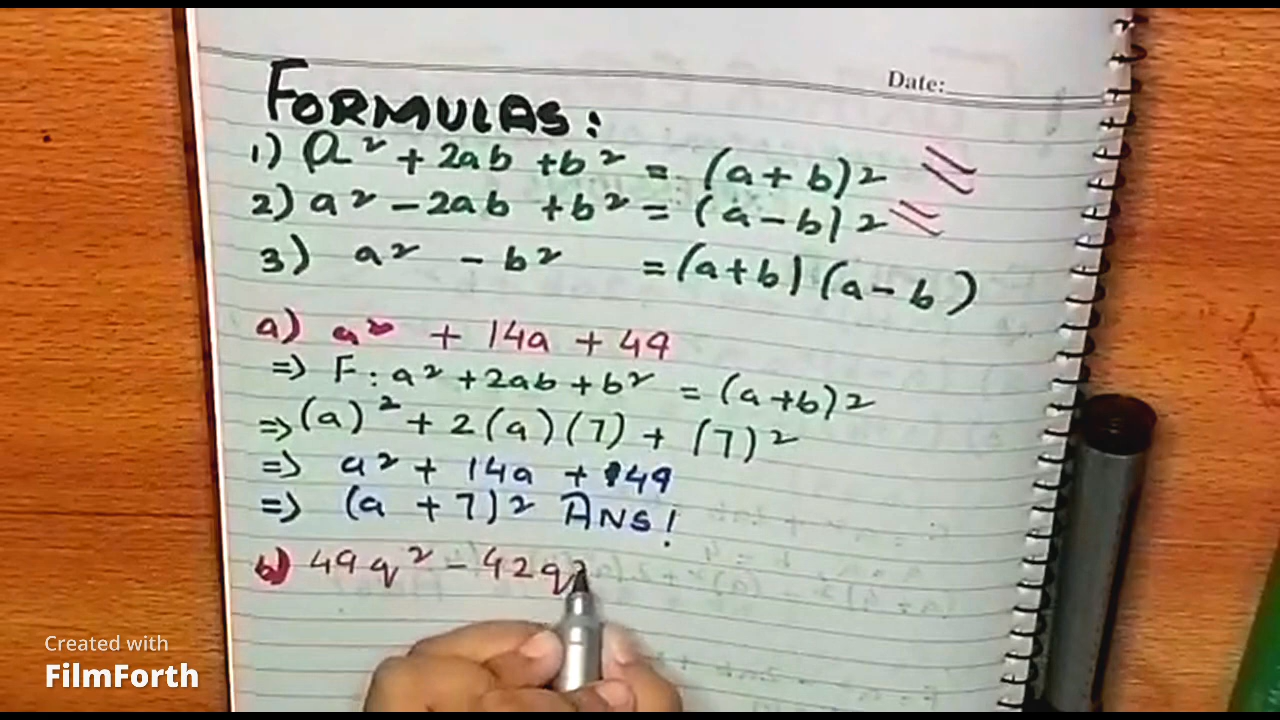 Date:
FORMULAS:
1) a² + 2ab + b² = (a + b)²
2) a² - 2ab + b² = (a - b)²
3) a² - b² = (a+b) (a - b)
a) a² + 14a + 49
=> F: a² + 2ab + b² = (a+b)²
=> (a)² + 2(a)(7) + (7)²
=> a² + 14a + 49
=> (a + 7)² ANS!
b) 49q² - 42q
Created with
FilmForth